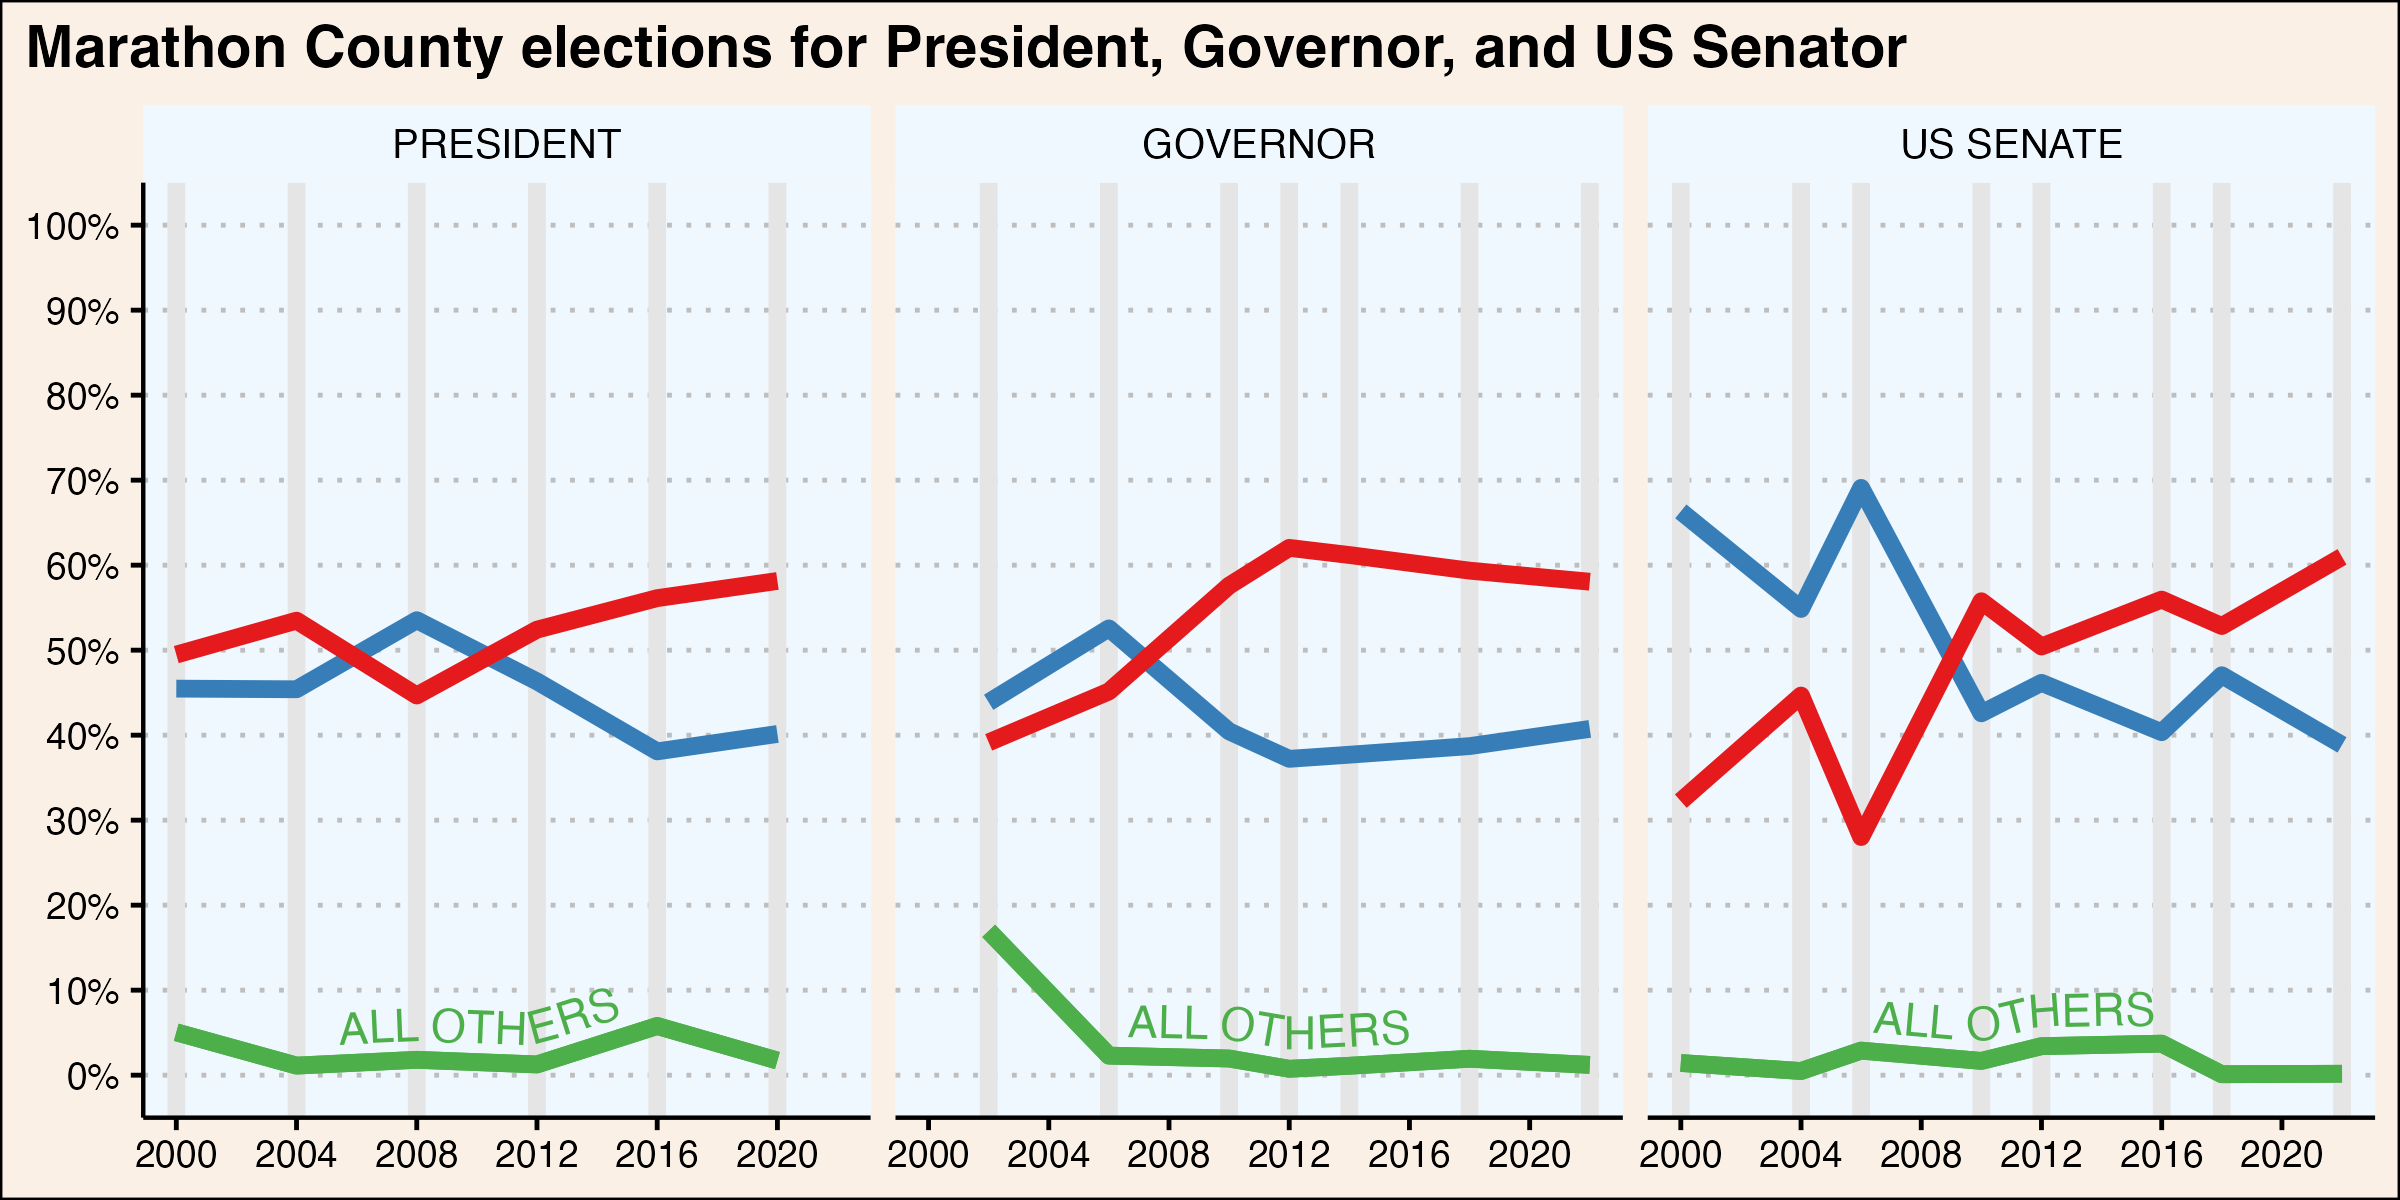 Marathon County elections for President, Governor, and US Senator
PRESIDENT GOVERNOR US SENATE
100%
90%
80%
70%
60%
50%
40%
30%
20%
10%
0%
ALL OTHERS ALL OTHERS ALL OTHERS
2000 2004 2008 2012 2016 2020 2000 2004 2008 2012 2016 2020 2000 2004 2008 2012 2016 2020